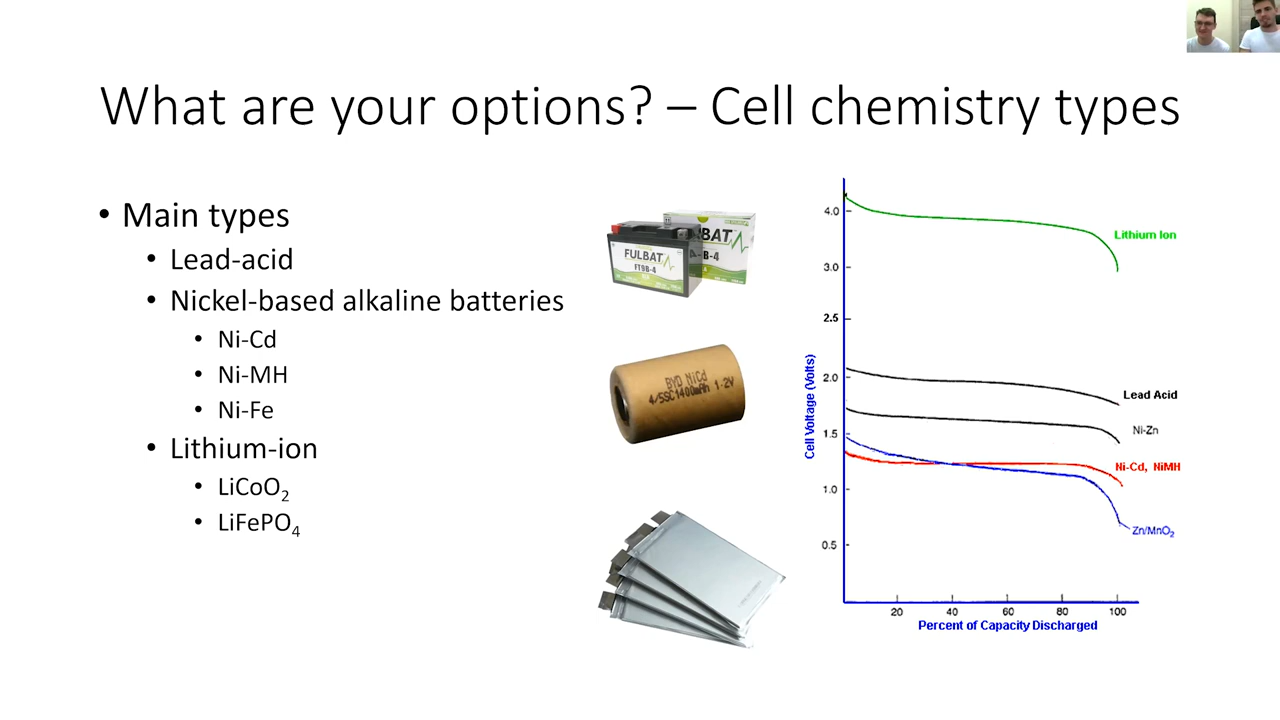 What are your options? – Cell chemistry types
• Main types
• Lead-acid
• Nickel-based alkaline batteries
• Ni-Cd
• Ni-MH
• Ni-Fe
• Lithium-ion
• LiCoO₂
• LiFePO₄
FULBAT
FT9B-4
BAT
B-4
BYD NiCd
4/5SC1400mAh 1.2V
Cell Voltage (Volts)
4.0
3.0
2.5
2.0
1.5
1.0
0.5
Lithium Ion
Lead Acid
Ni-Zn
Ni-Cd, NiMH
Zn/MnO₂
20 40 60 80 100
Percent of Capacity Discharged